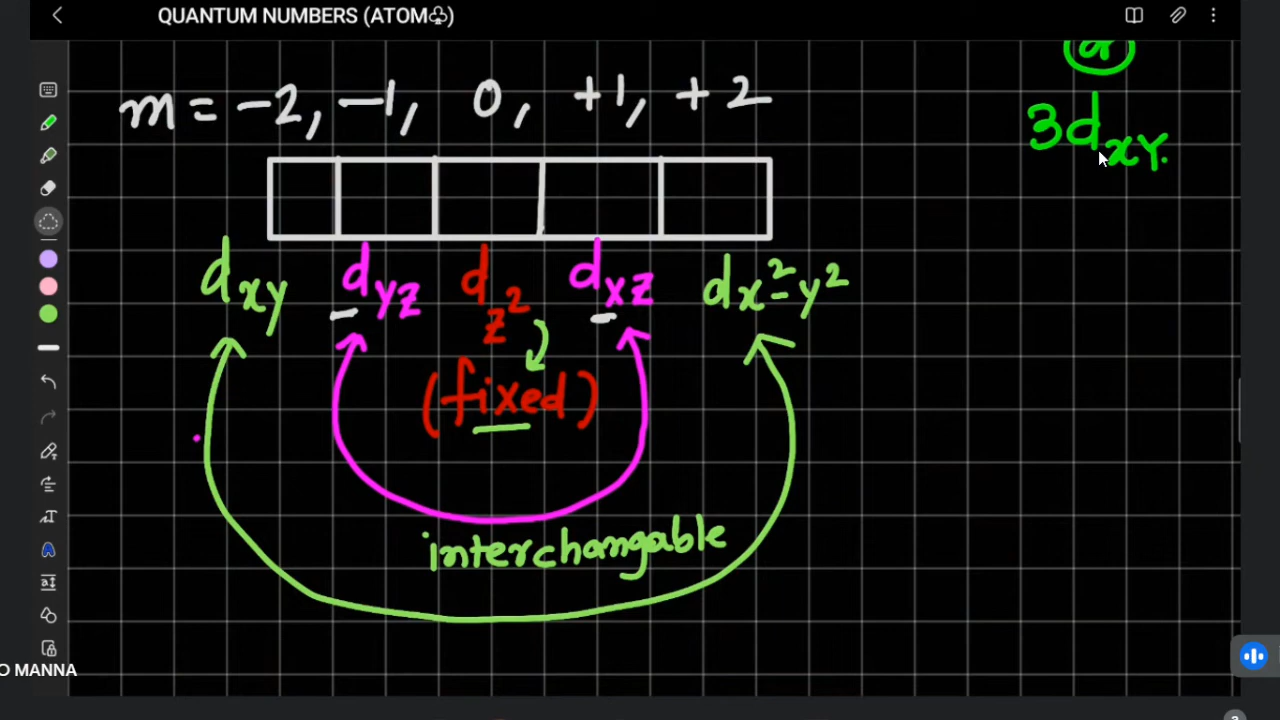 QUANTUM NUMBERS (ATOM♧)
m = -2, -1, 0, +1, +2
3dxy.
dxy dyz dz² dxz dx²-y²
(fixed)
interchangable
O MANNA